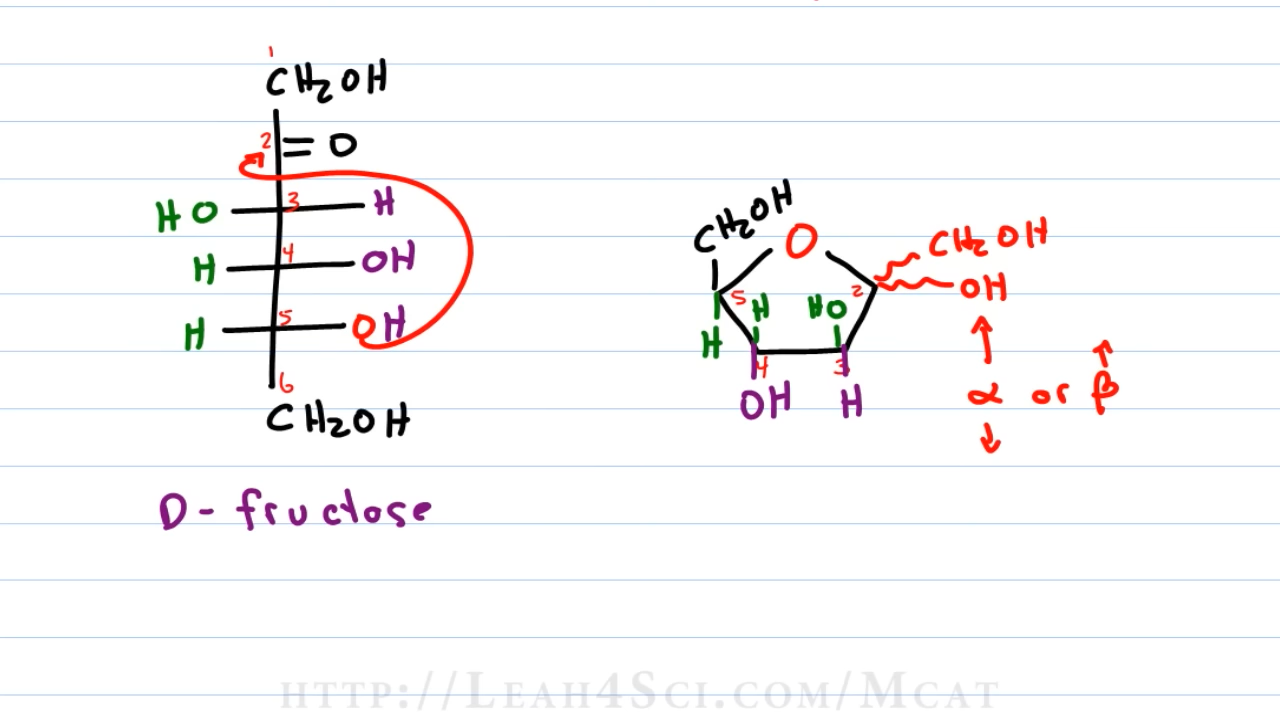 1
CH2OH
2 = O
HO 3 H
H 4 OH
H 5 OH
6
CH2OH
D-fructose
CH2OH
O
CH2OH
2 OH
5 H HO
H
4 3
OH H
α or β
HTTP://LEAH4SCI.COM/MCAT